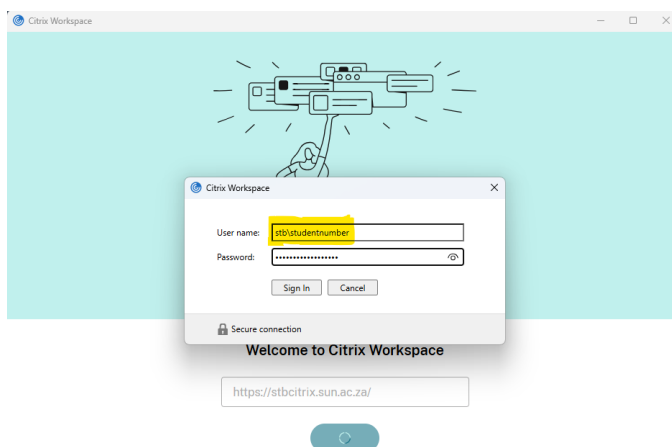 Citrix Workspace
Citrix Workspace
User name: stb\studentnumber
Password: •••••••••••••••••
Sign In Cancel
Secure connection
Welcome to Citrix Workspace
https://stbcitrix.sun.ac.za/